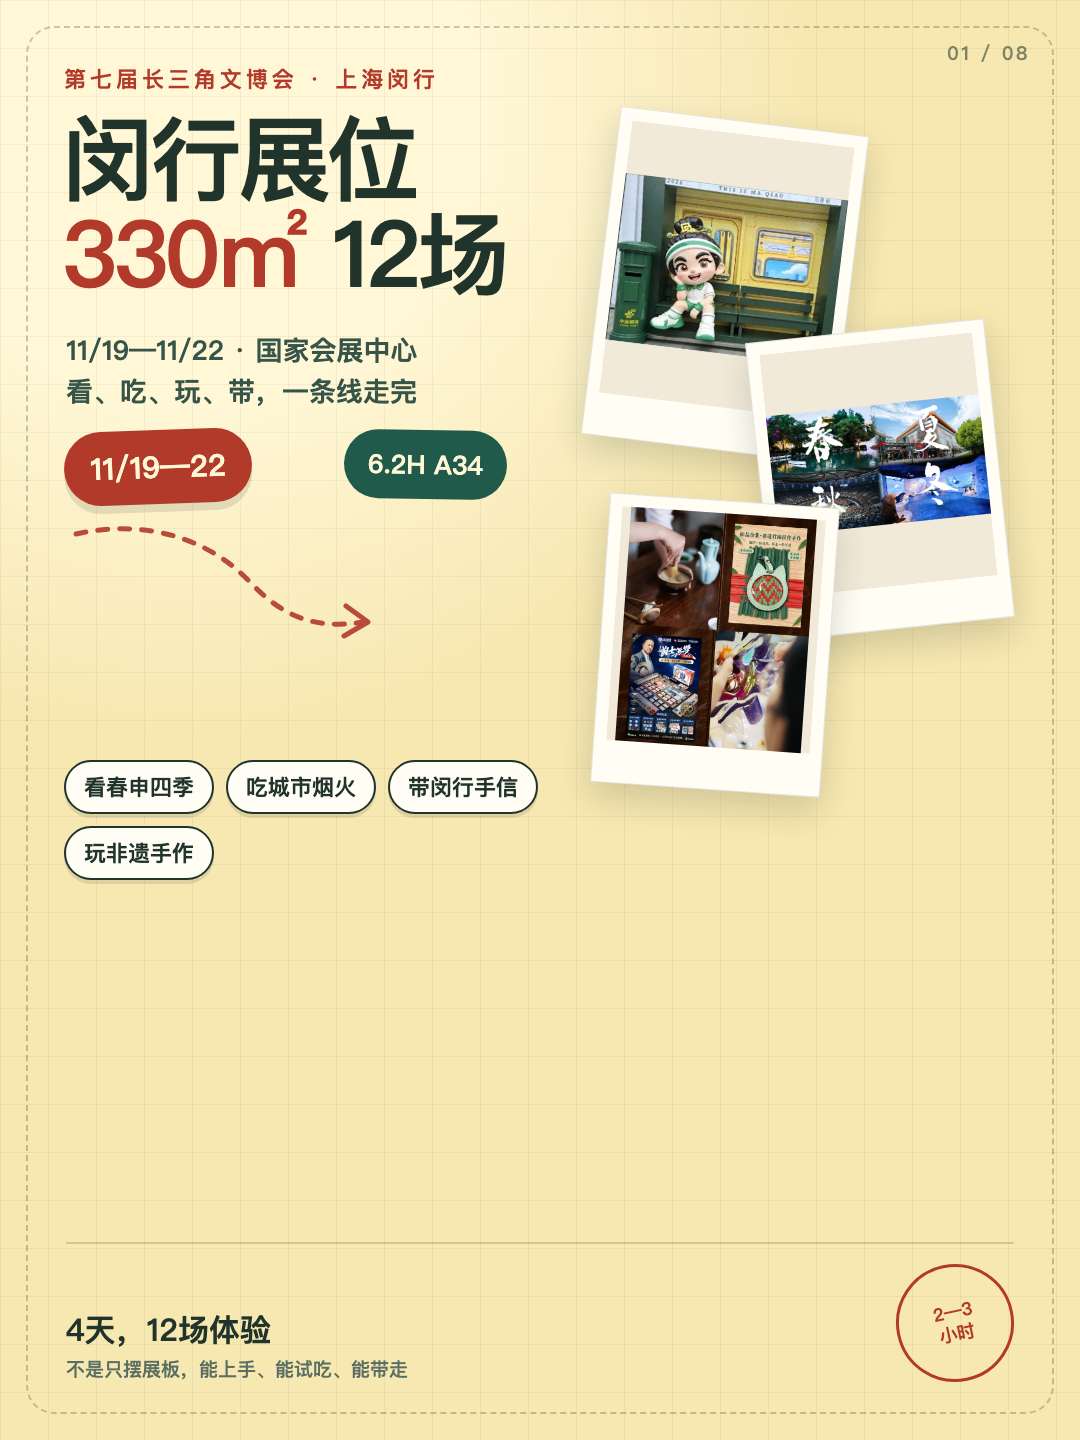 01 / 08
第七届长三角文博会 · 上海闵行
闵行展位
330m² 12场
11/19—11/22 · 国家会展中心
看、吃、玩、带，一条线走完
11/19—22
6.2H A34
THIS IS MA QIAO
春
夏
秋
冬
看春申四季
吃城市烟火
带闵行手信
玩非遗手作
4天，12场体验
不是只摆展板，能上手、能试吃、能带走
2—3
小时